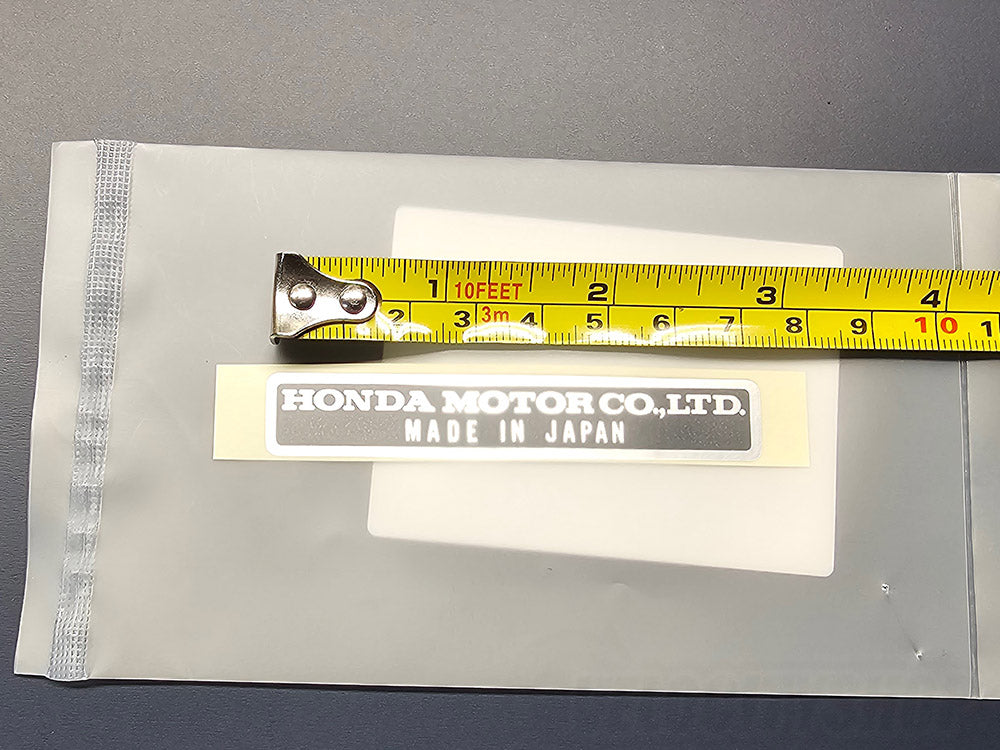 1 10FEET 2 3 4
2 3 3m 4 5 6 7 8 9 10 1
HONDA MOTOR CO.,LTD.
MADE IN JAPAN